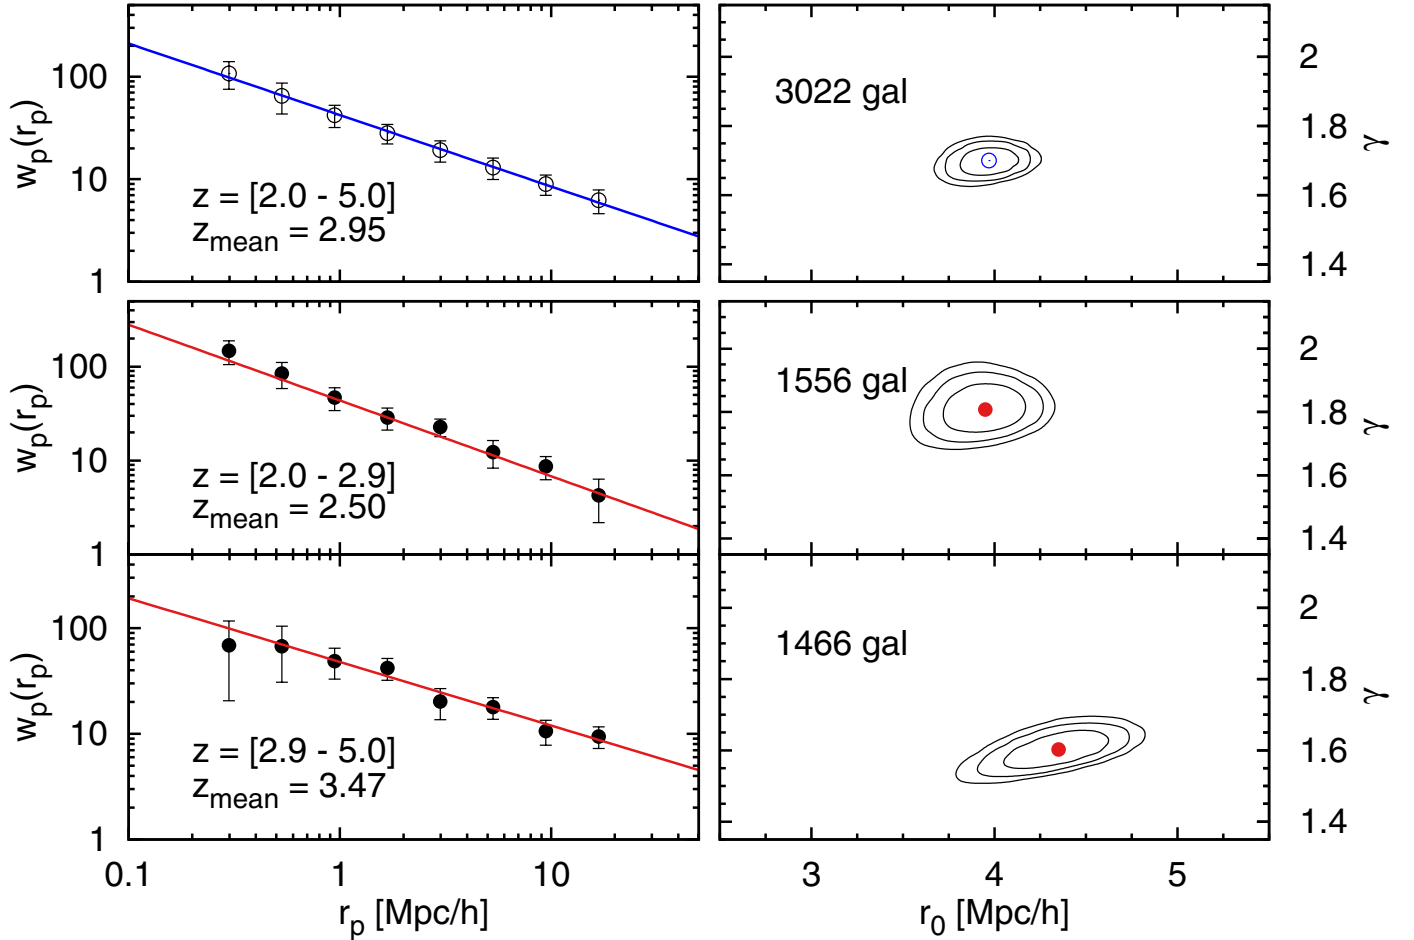 100
10
1
w_p(r_p)
z = [2.0 - 5.0]
z_mean = 2.95
3022 gal
2
1.8
1.6
1.4
γ
100
10
1
w_p(r_p)
z = [2.0 - 2.9]
z_mean = 2.50
1556 gal
2
1.8
1.6
1.4
γ
100
10
1
w_p(r_p)
z = [2.9 - 5.0]
z_mean = 3.47
1466 gal
2
1.8
1.6
1.4
γ
0.1 1 10
r_p [Mpc/h]
3 4 5
r_0 [Mpc/h]